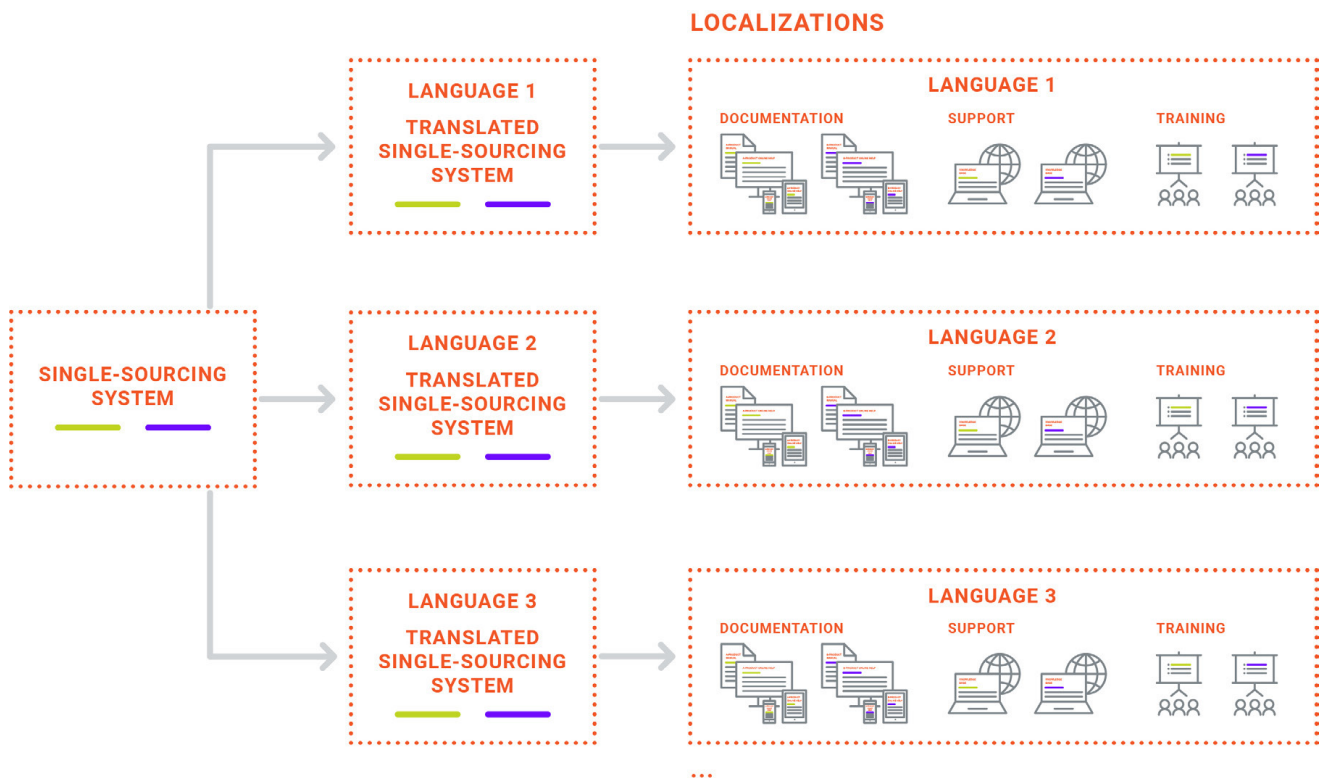 LOCALIZATIONS
LANGUAGE 1
TRANSLATED
SINGLE-SOURCING
SYSTEM
LANGUAGE 1
DOCUMENTATION
SUPPORT
TRAINING
SINGLE-SOURCING
SYSTEM
LANGUAGE 2
TRANSLATED
SINGLE-SOURCING
SYSTEM
LANGUAGE 2
DOCUMENTATION
SUPPORT
TRAINING
LANGUAGE 3
TRANSLATED
SINGLE-SOURCING
SYSTEM
LANGUAGE 3
DOCUMENTATION
SUPPORT
TRAINING
...